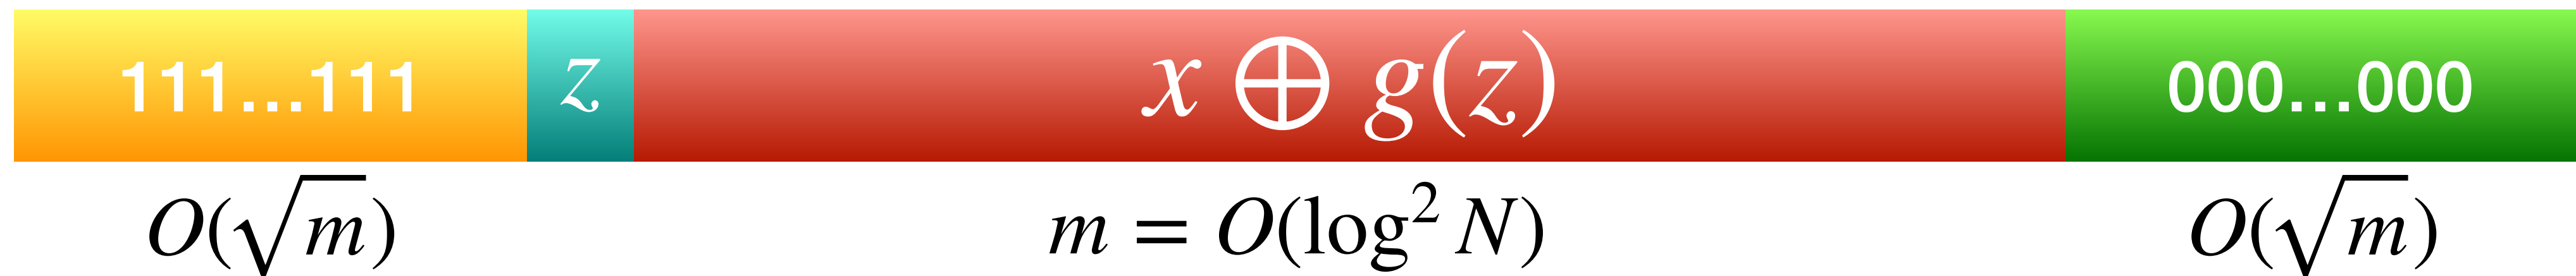 111...111 z x ⊕ g(z) 000...000
O(√m) m = O(log² N) O(√m)